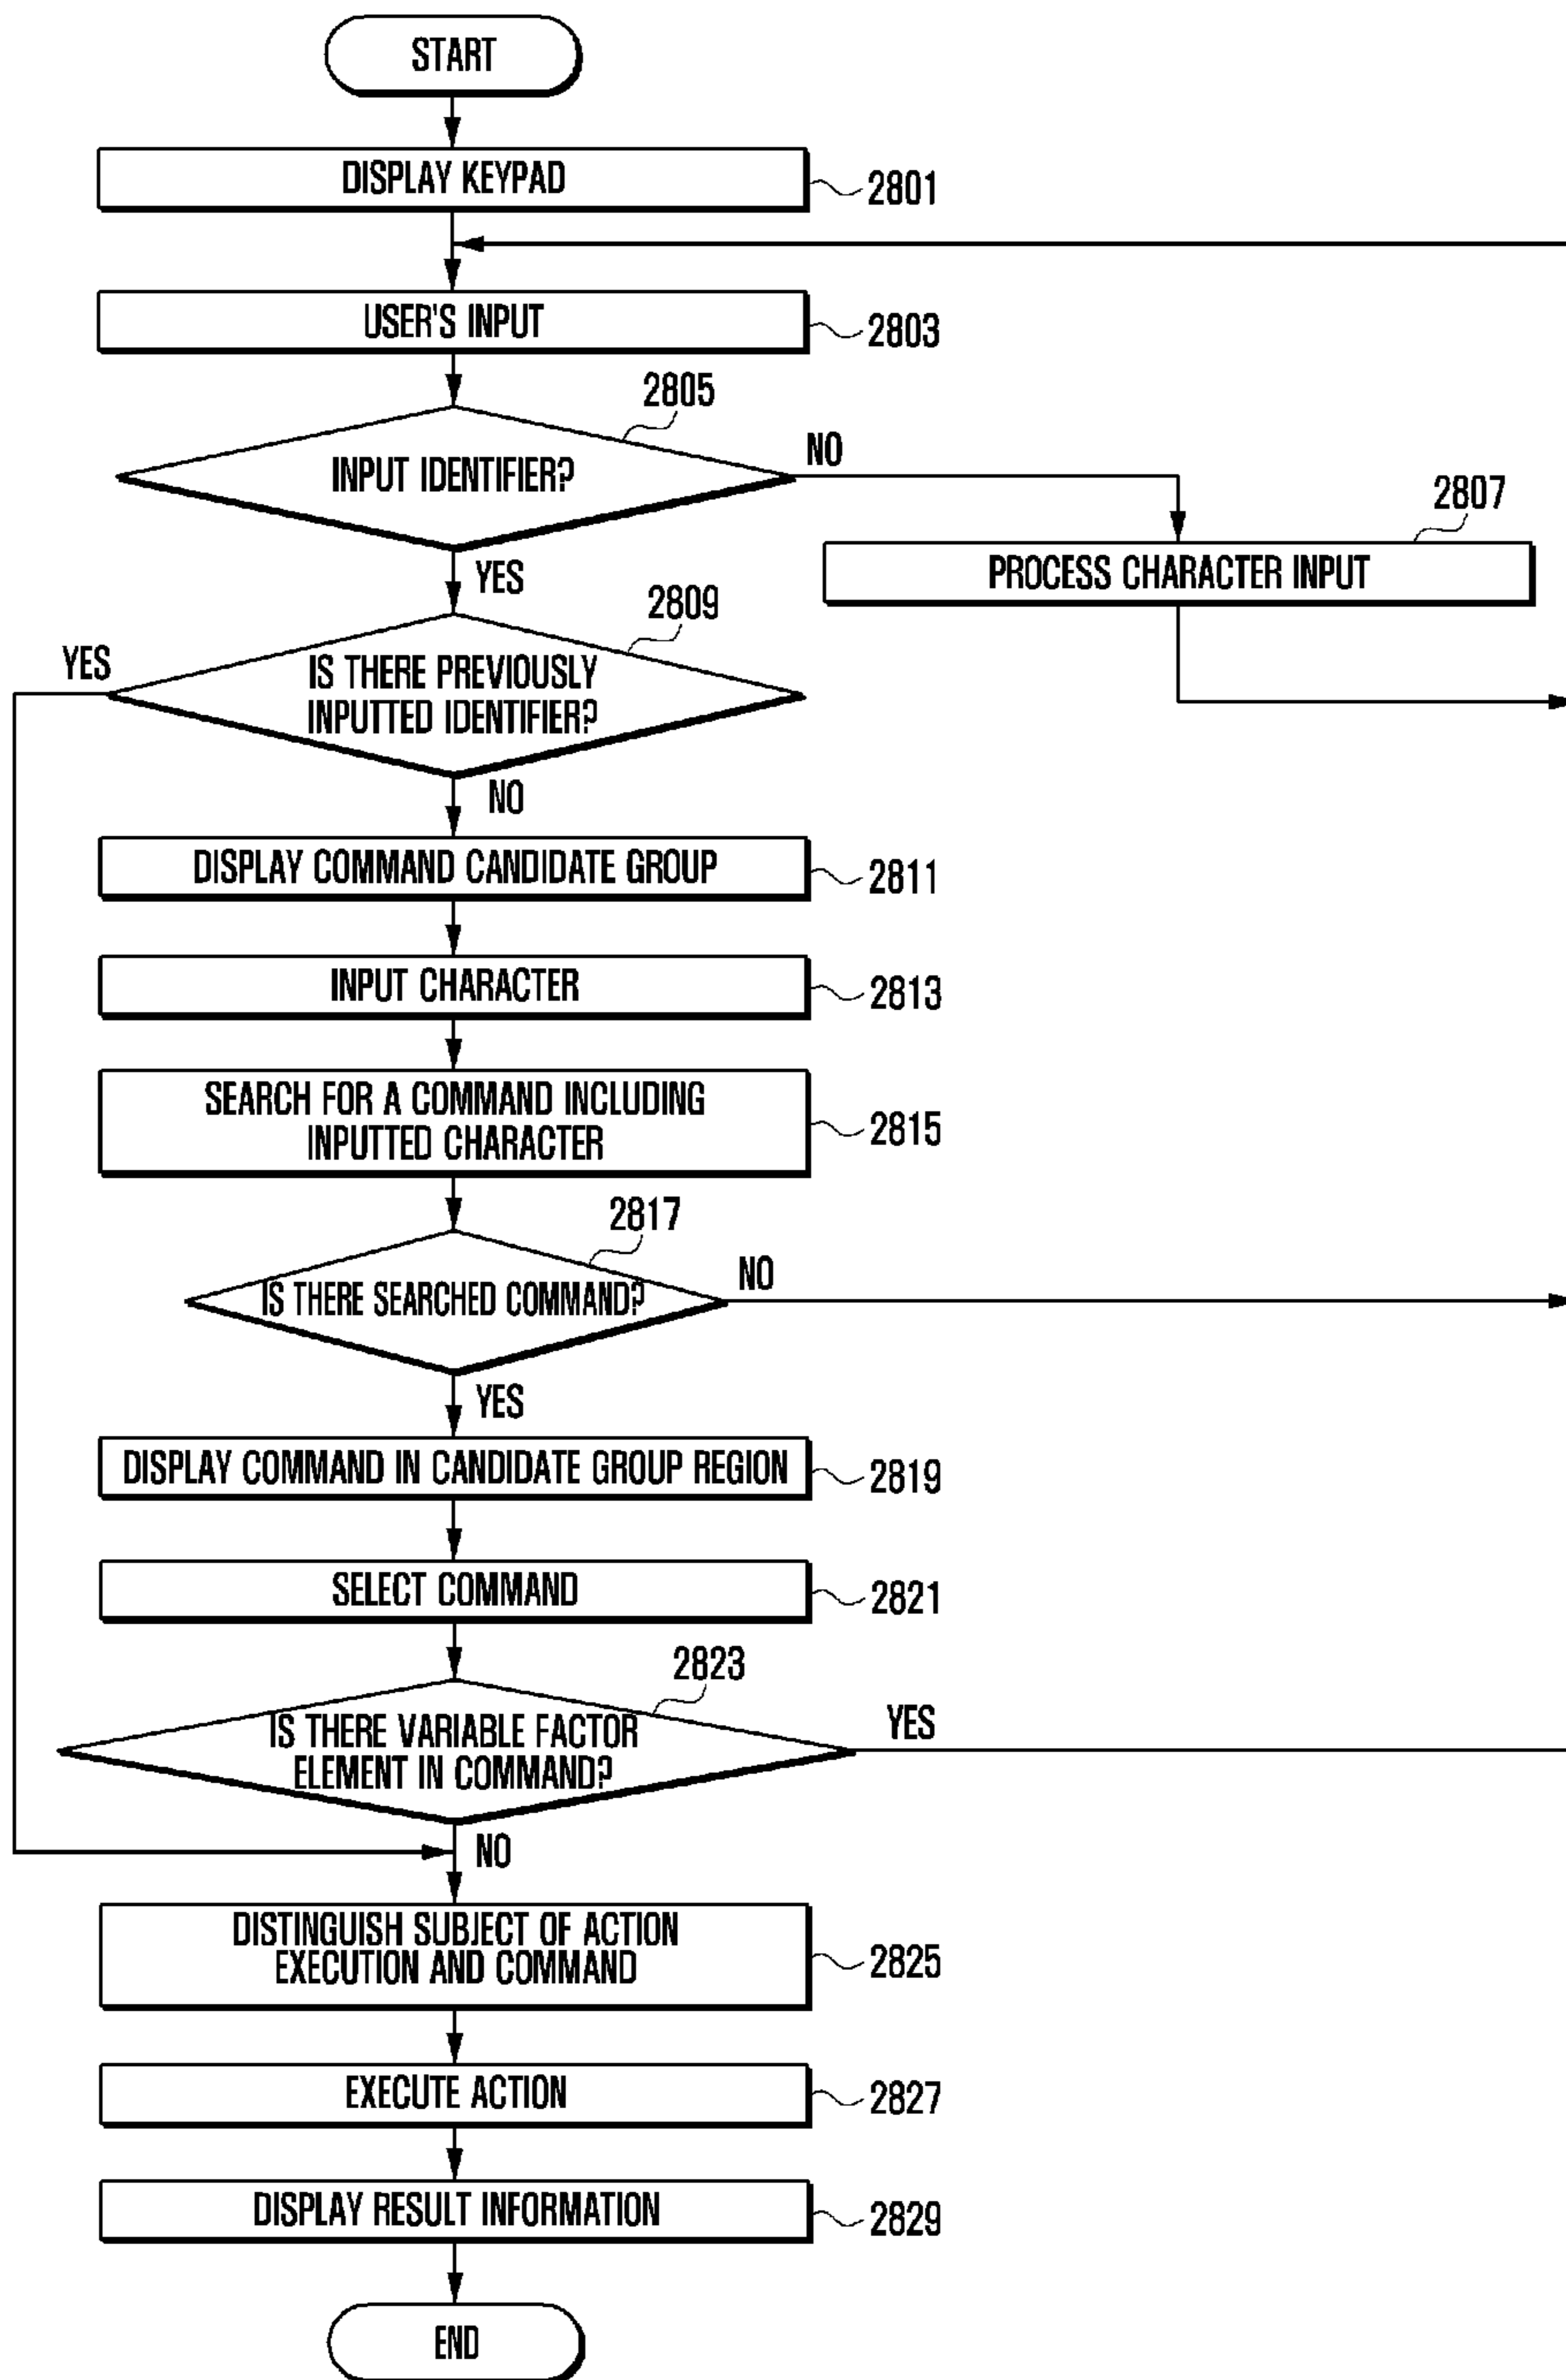 START
DISPLAY KEYPAD
2801
USER'S INPUT
2803
2805
INPUT IDENTIFIER?
NO
2807
PROCESS CHARACTER INPUT
YES
2809
YES
IS THERE PREVIOUSLY
INPUTTED IDENTIFIER?
NO
DISPLAY COMMAND CANDIDATE GROUP
2811
INPUT CHARACTER
2813
SEARCH FOR A COMMAND INCLUDING
INPUTTED CHARACTER
2815
2817
IS THERE SEARCHED COMMAND?
NO
YES
DISPLAY COMMAND IN CANDIDATE GROUP REGION
2819
SELECT COMMAND
2821
2823
IS THERE VARIABLE FACTOR
ELEMENT IN COMMAND?
YES
NO
DISTINGUISH SUBJECT OF ACTION
EXECUTION AND COMMAND
2825
EXECUTE ACTION
2827
DISPLAY RESULT INFORMATION
2829
END